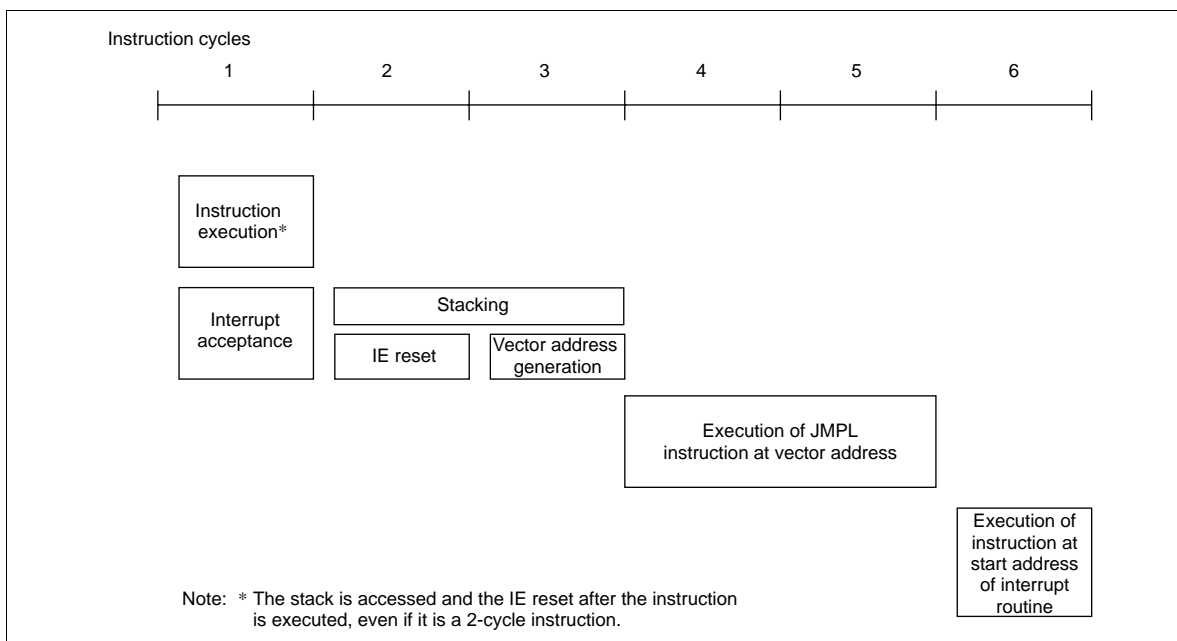 Instruction cycles
1 2 3 4 5 6
Instruction
execution*
Interrupt
acceptance
Stacking
IE reset
Vector address
generation
Execution of JMPL
instruction at vector address
Execution of
instruction at
start address
of interrupt
routine
Note: * The stack is accessed and the IE reset after the instruction
is executed, even if it is a 2-cycle instruction.